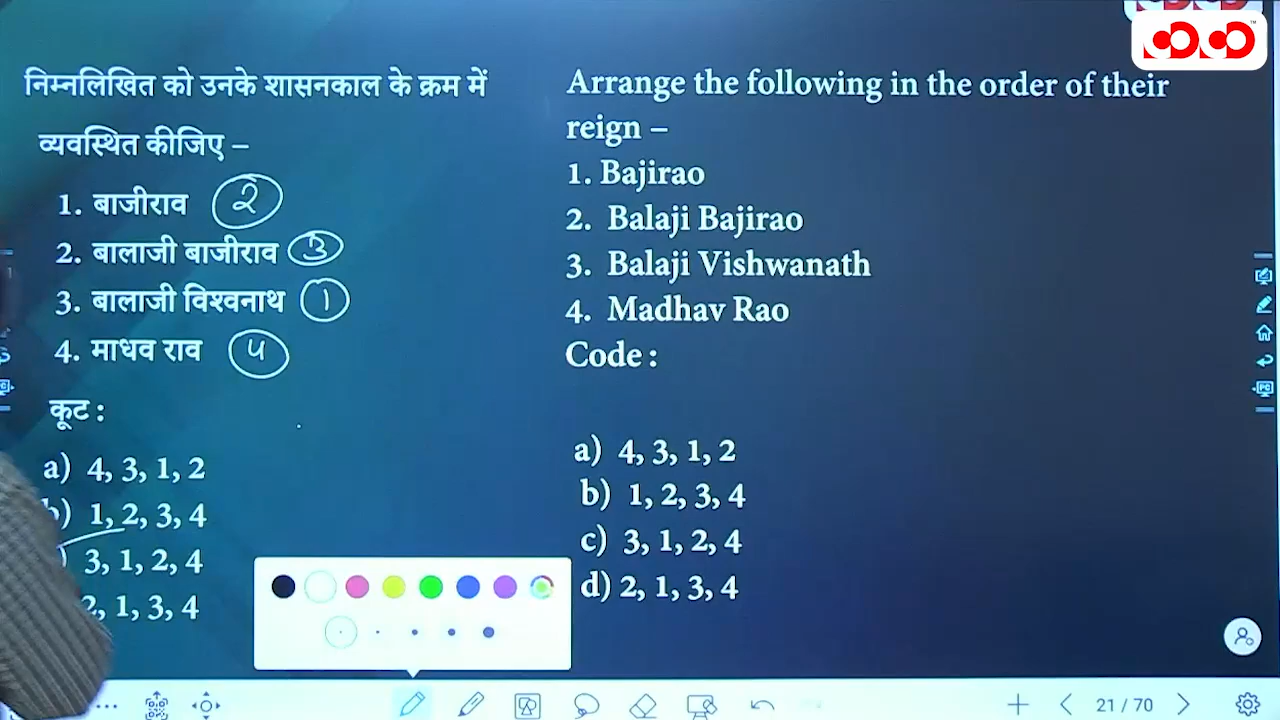 निम्नलिखित को उनके शासनकाल के क्रम में
व्यवस्थित कीजिए –
1. बाजीराव 2
2. बालाजी बाजीराव 3
3. बालाजी विश्वनाथ 1
4. माधव राव 4
कूट :
a) 4, 3, 1, 2
b) 1, 2, 3, 4
) 3, 1, 2, 4
2, 1, 3, 4
Arrange the following in the order of their
reign –
1. Bajirao
2. Balaji Bajirao
3. Balaji Vishwanath
4. Madhav Rao
Code :
a) 4, 3, 1, 2
b) 1, 2, 3, 4
c) 3, 1, 2, 4
d) 2, 1, 3, 4
21 / 70